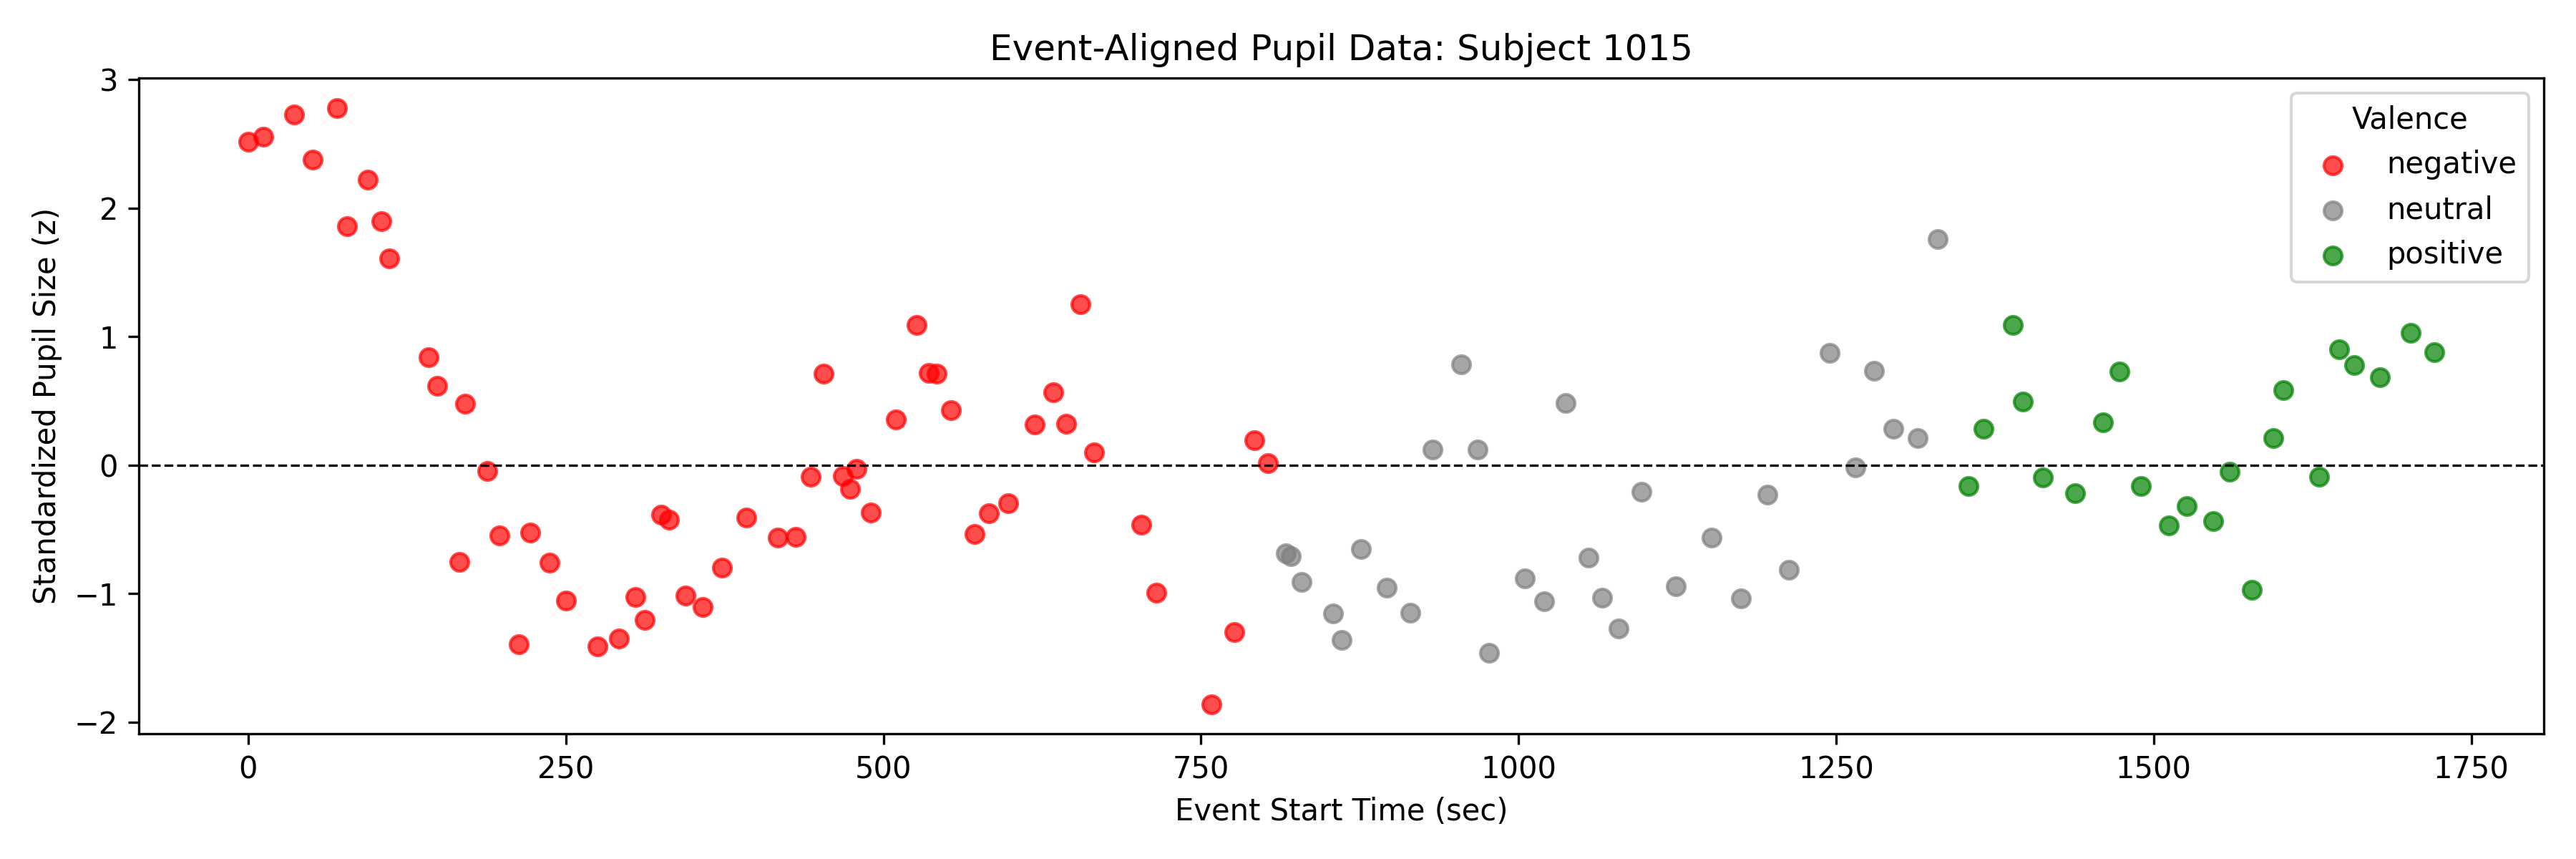 Event-Aligned Pupil Data: Subject 1015
Standardized Pupil Size (z)
3
2
1
0
−1
−2
Valence
negative
neutral
positive
0 250 500 750 1000 1250 1500 1750
Event Start Time (sec)